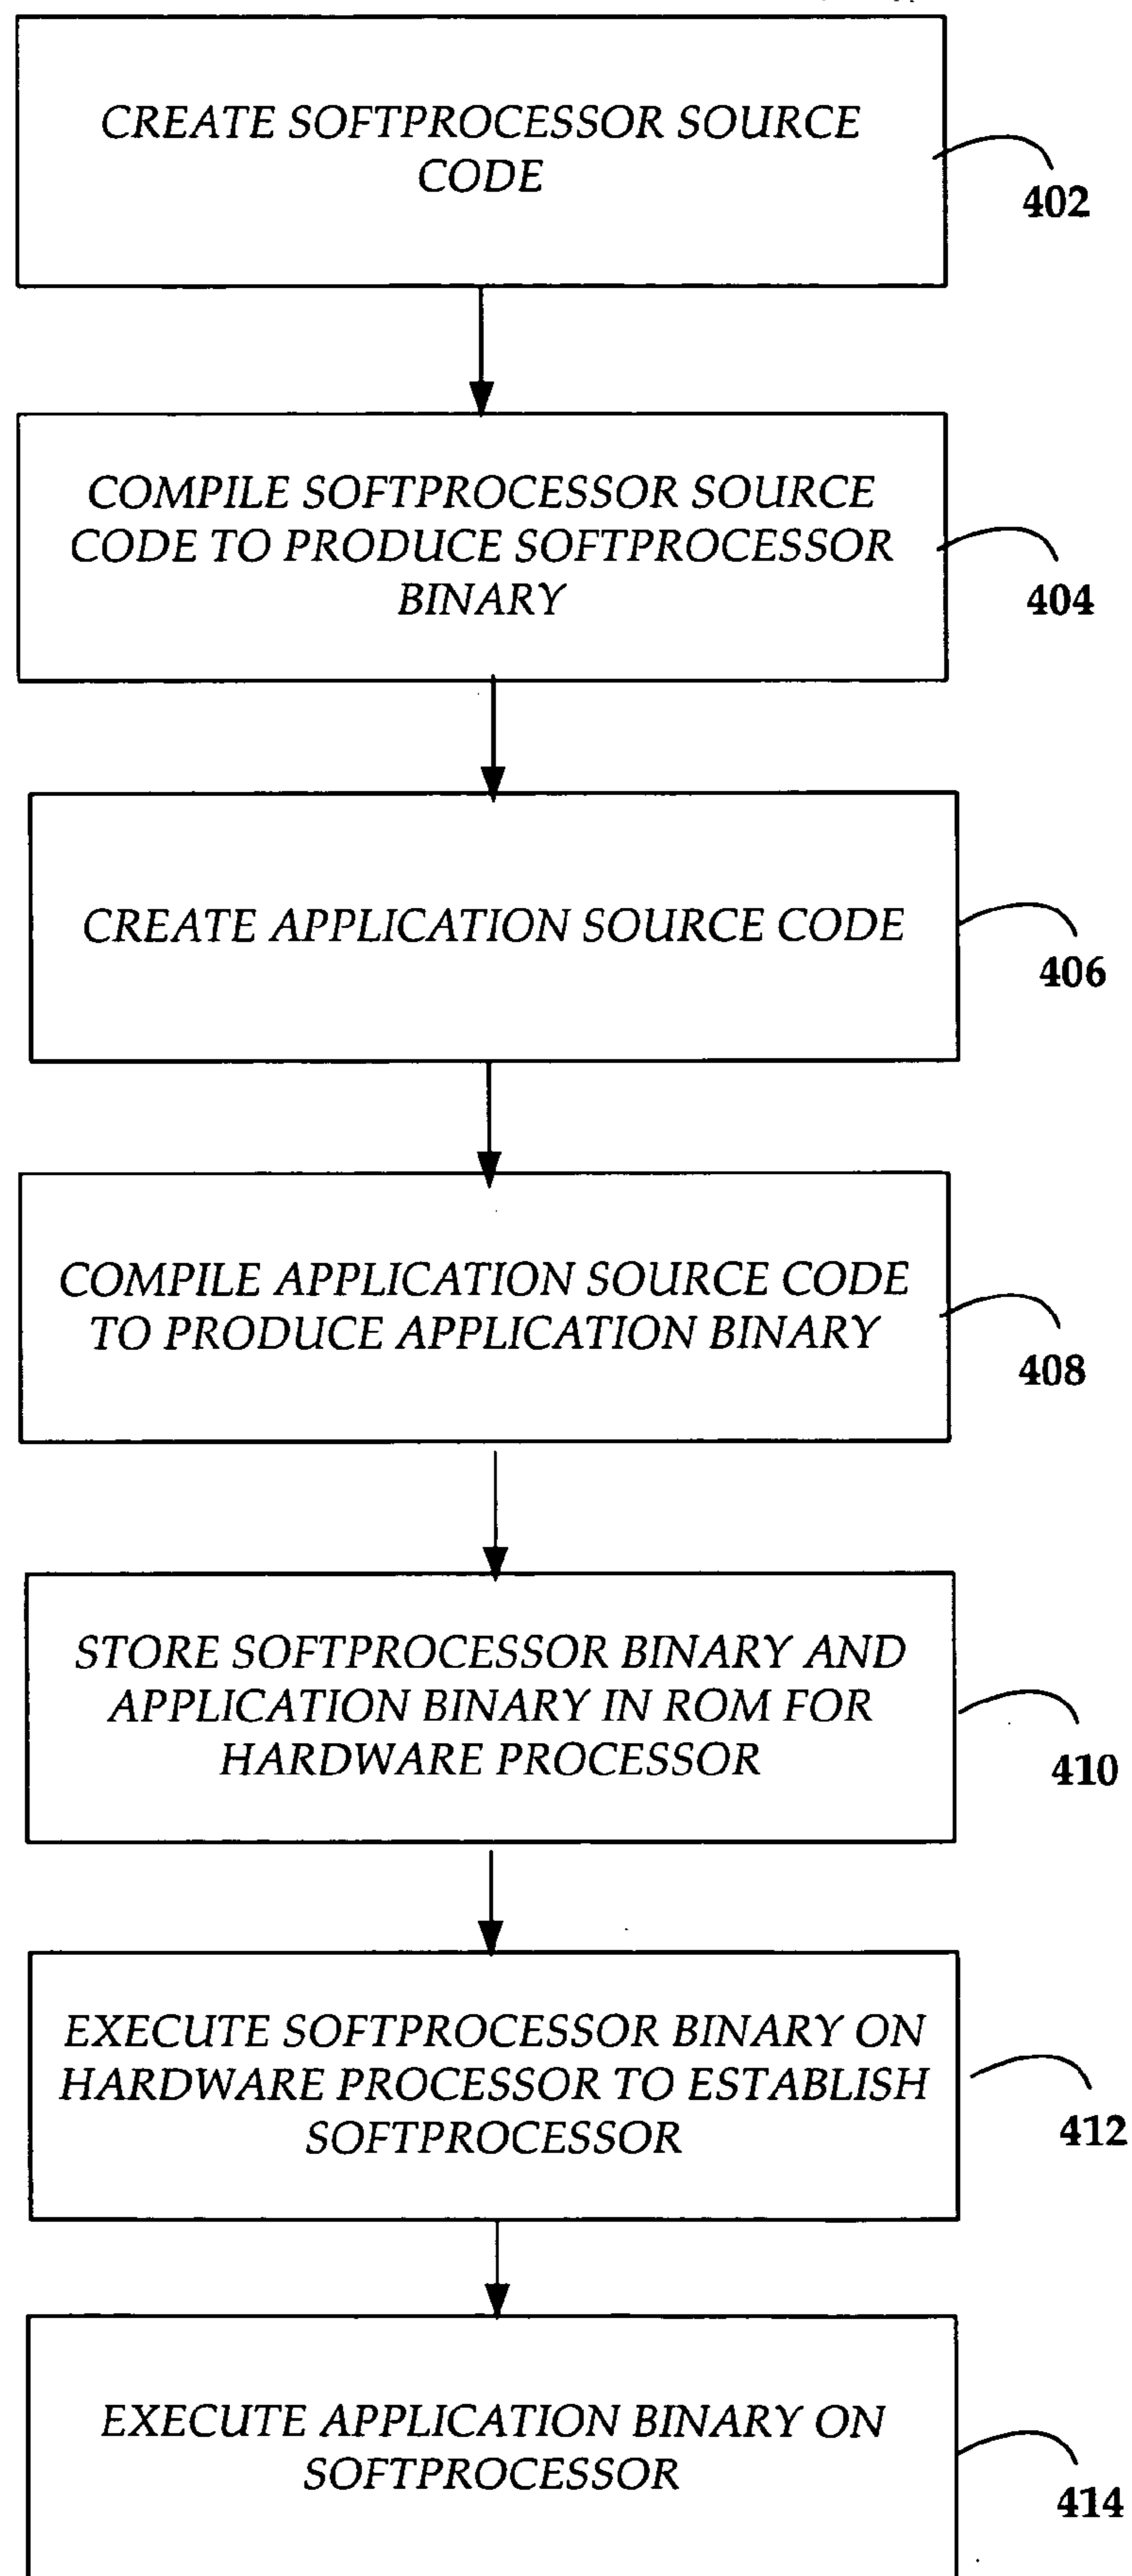 CREATE SOFTPROCESSOR SOURCE
CODE
402
COMPILE SOFTPROCESSOR SOURCE
CODE TO PRODUCE SOFTPROCESSOR
BINARY
404
CREATE APPLICATION SOURCE CODE
406
COMPILE APPLICATION SOURCE CODE
TO PRODUCE APPLICATION BINARY
408
STORE SOFTPROCESSOR BINARY AND
APPLICATION BINARY IN ROM FOR
HARDWARE PROCESSOR
410
EXECUTE SOFTPROCESSOR BINARY ON
HARDWARE PROCESSOR TO ESTABLISH
SOFTPROCESSOR
412
EXECUTE APPLICATION BINARY ON
SOFTPROCESSOR
414